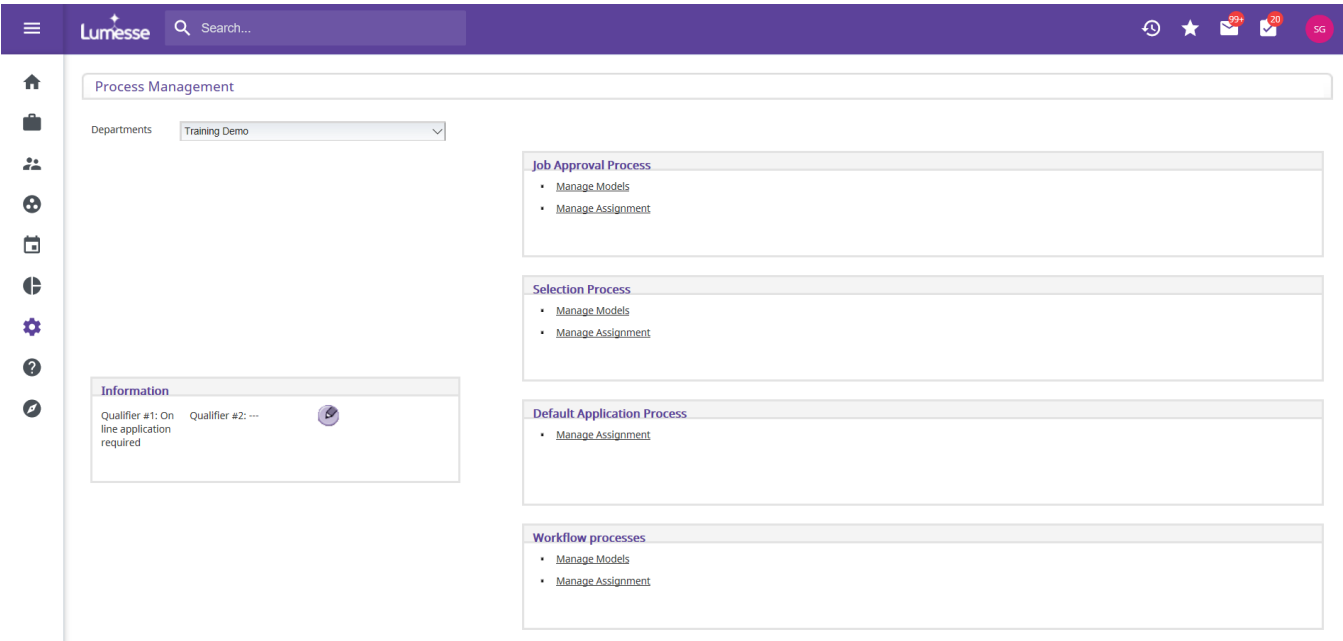 Lumesse
Search...
99+
20
SG
Process Management
Departments
Training Demo
Job Approval Process
Manage Models
Manage Assignment
Selection Process
Manage Models
Manage Assignment
Information
Qualifier #1: On Qualifier #2: ---
line application
required
Default Application Process
Manage Assignment
Workflow processes
Manage Models
Manage Assignment